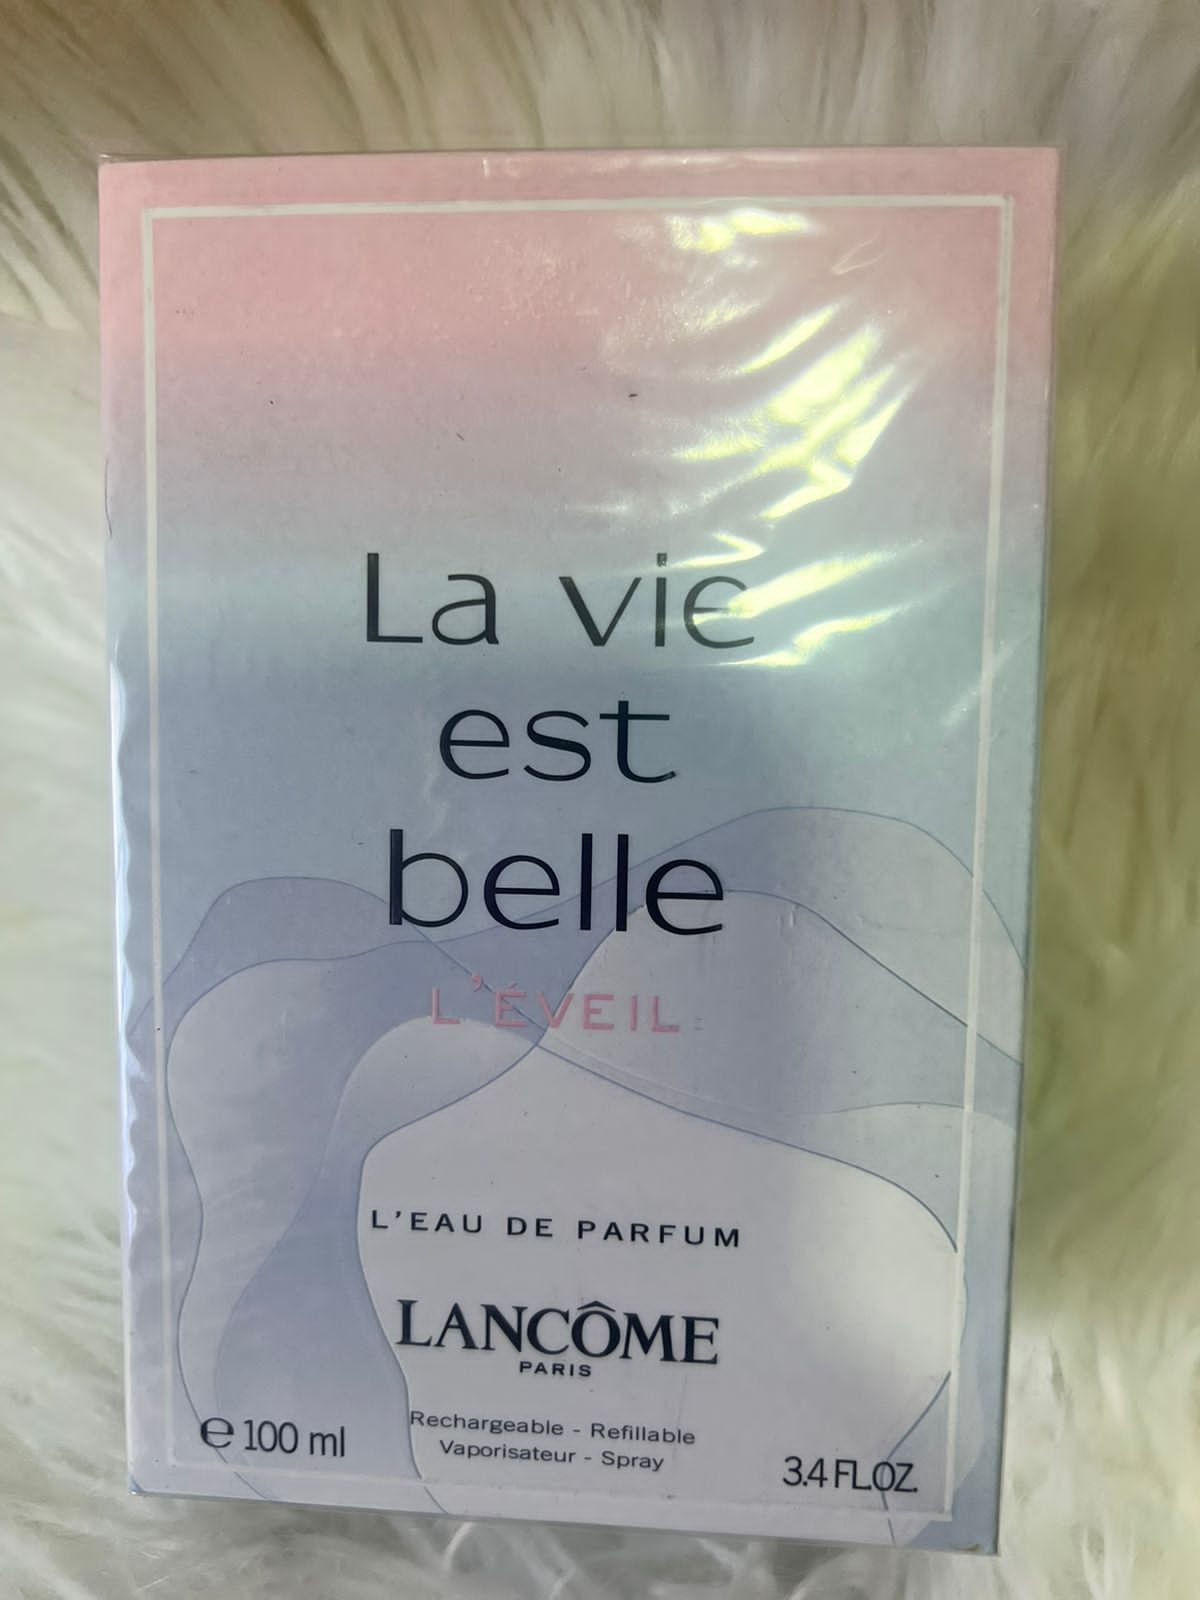 La vie
est
belle
L'ÉVEIL
L'EAU DE PARFUM
LANCÔME
PARIS
Rechargeable - Refillable
Vaporisateur - Spray
℮ 100 ml
3.4 FL.OZ.